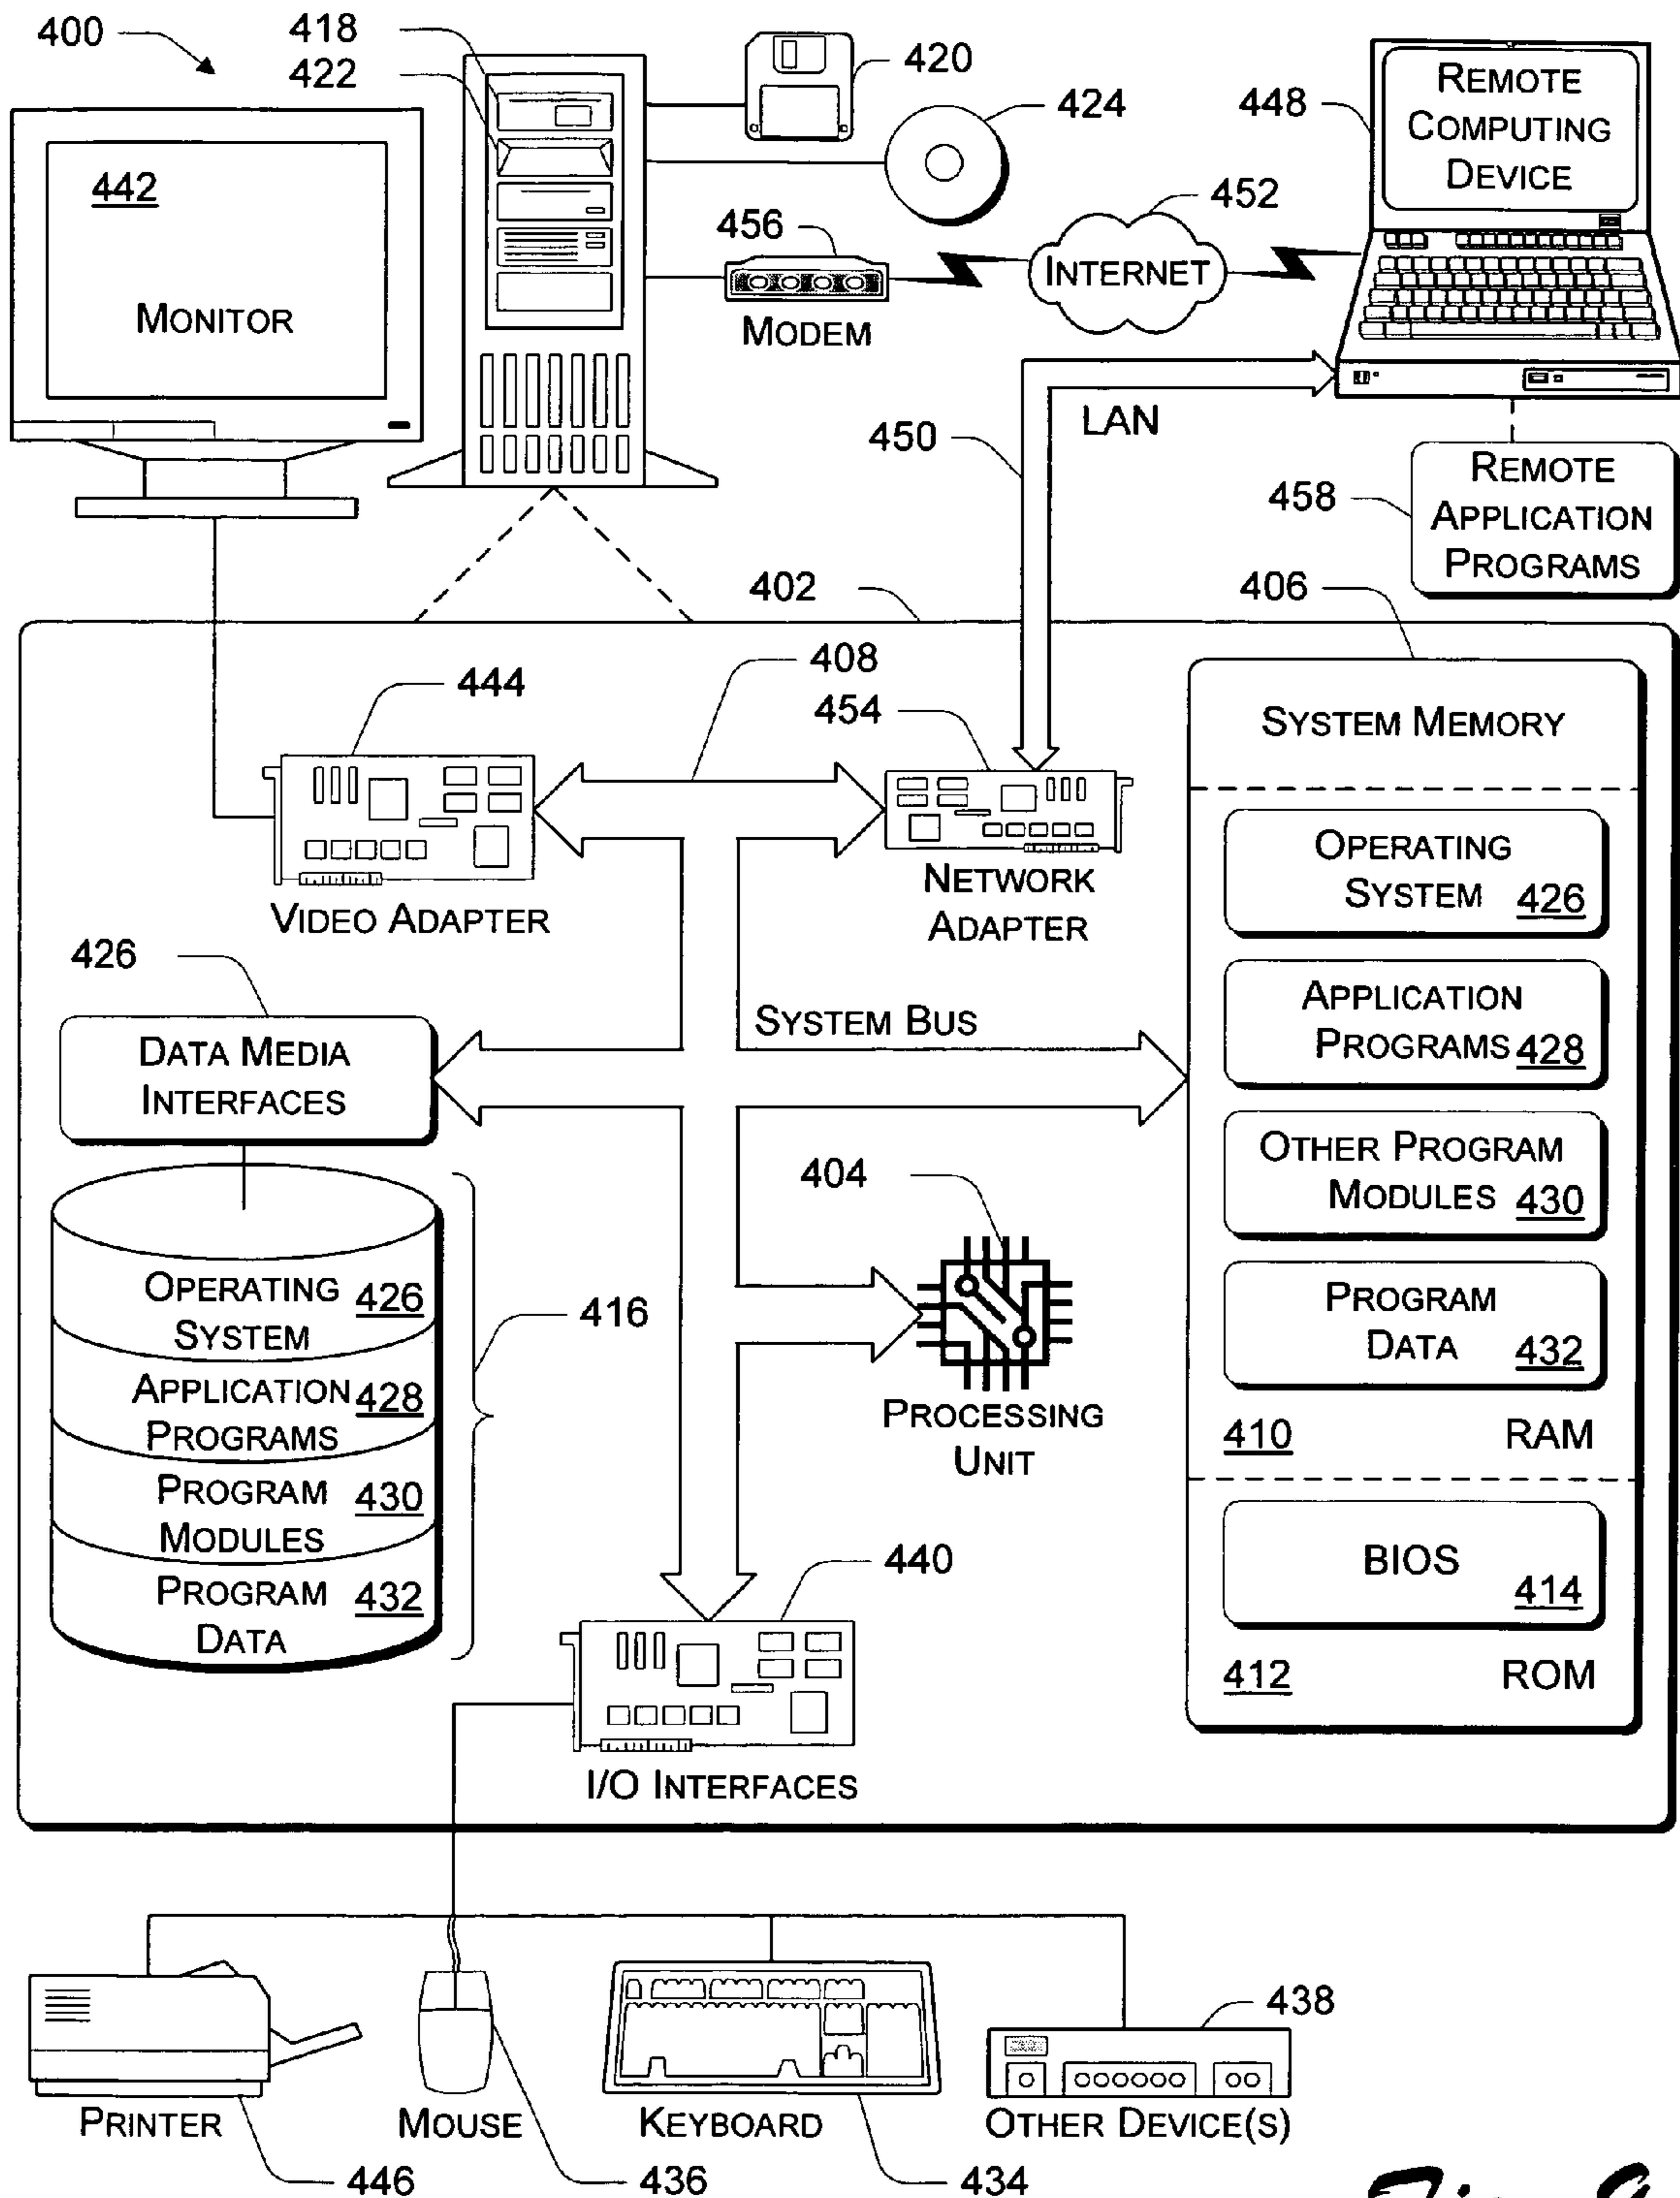 400
418
422
420
424
448
REMOTE
COMPUTING
DEVICE
442
MONITOR
456
MODEM
452
INTERNET
450
LAN
458
REMOTE
APPLICATION
PROGRAMS
402
406
444
408
454
VIDEO ADAPTER
NETWORK
ADAPTER
SYSTEM MEMORY
OPERATING
SYSTEM 426
APPLICATION
PROGRAMS 428
OTHER PROGRAM
MODULES 430
PROGRAM
DATA 432
410 RAM
BIOS
414
412 ROM
426
DATA MEDIA
INTERFACES
SYSTEM BUS
404
PROCESSING
UNIT
OPERATING 426
SYSTEM
APPLICATION 428
PROGRAMS
PROGRAM 430
MODULES
PROGRAM 432
DATA
416
440
I/O INTERFACES
PRINTER
446
MOUSE
436
KEYBOARD
434
438
OTHER DEVICE(S)